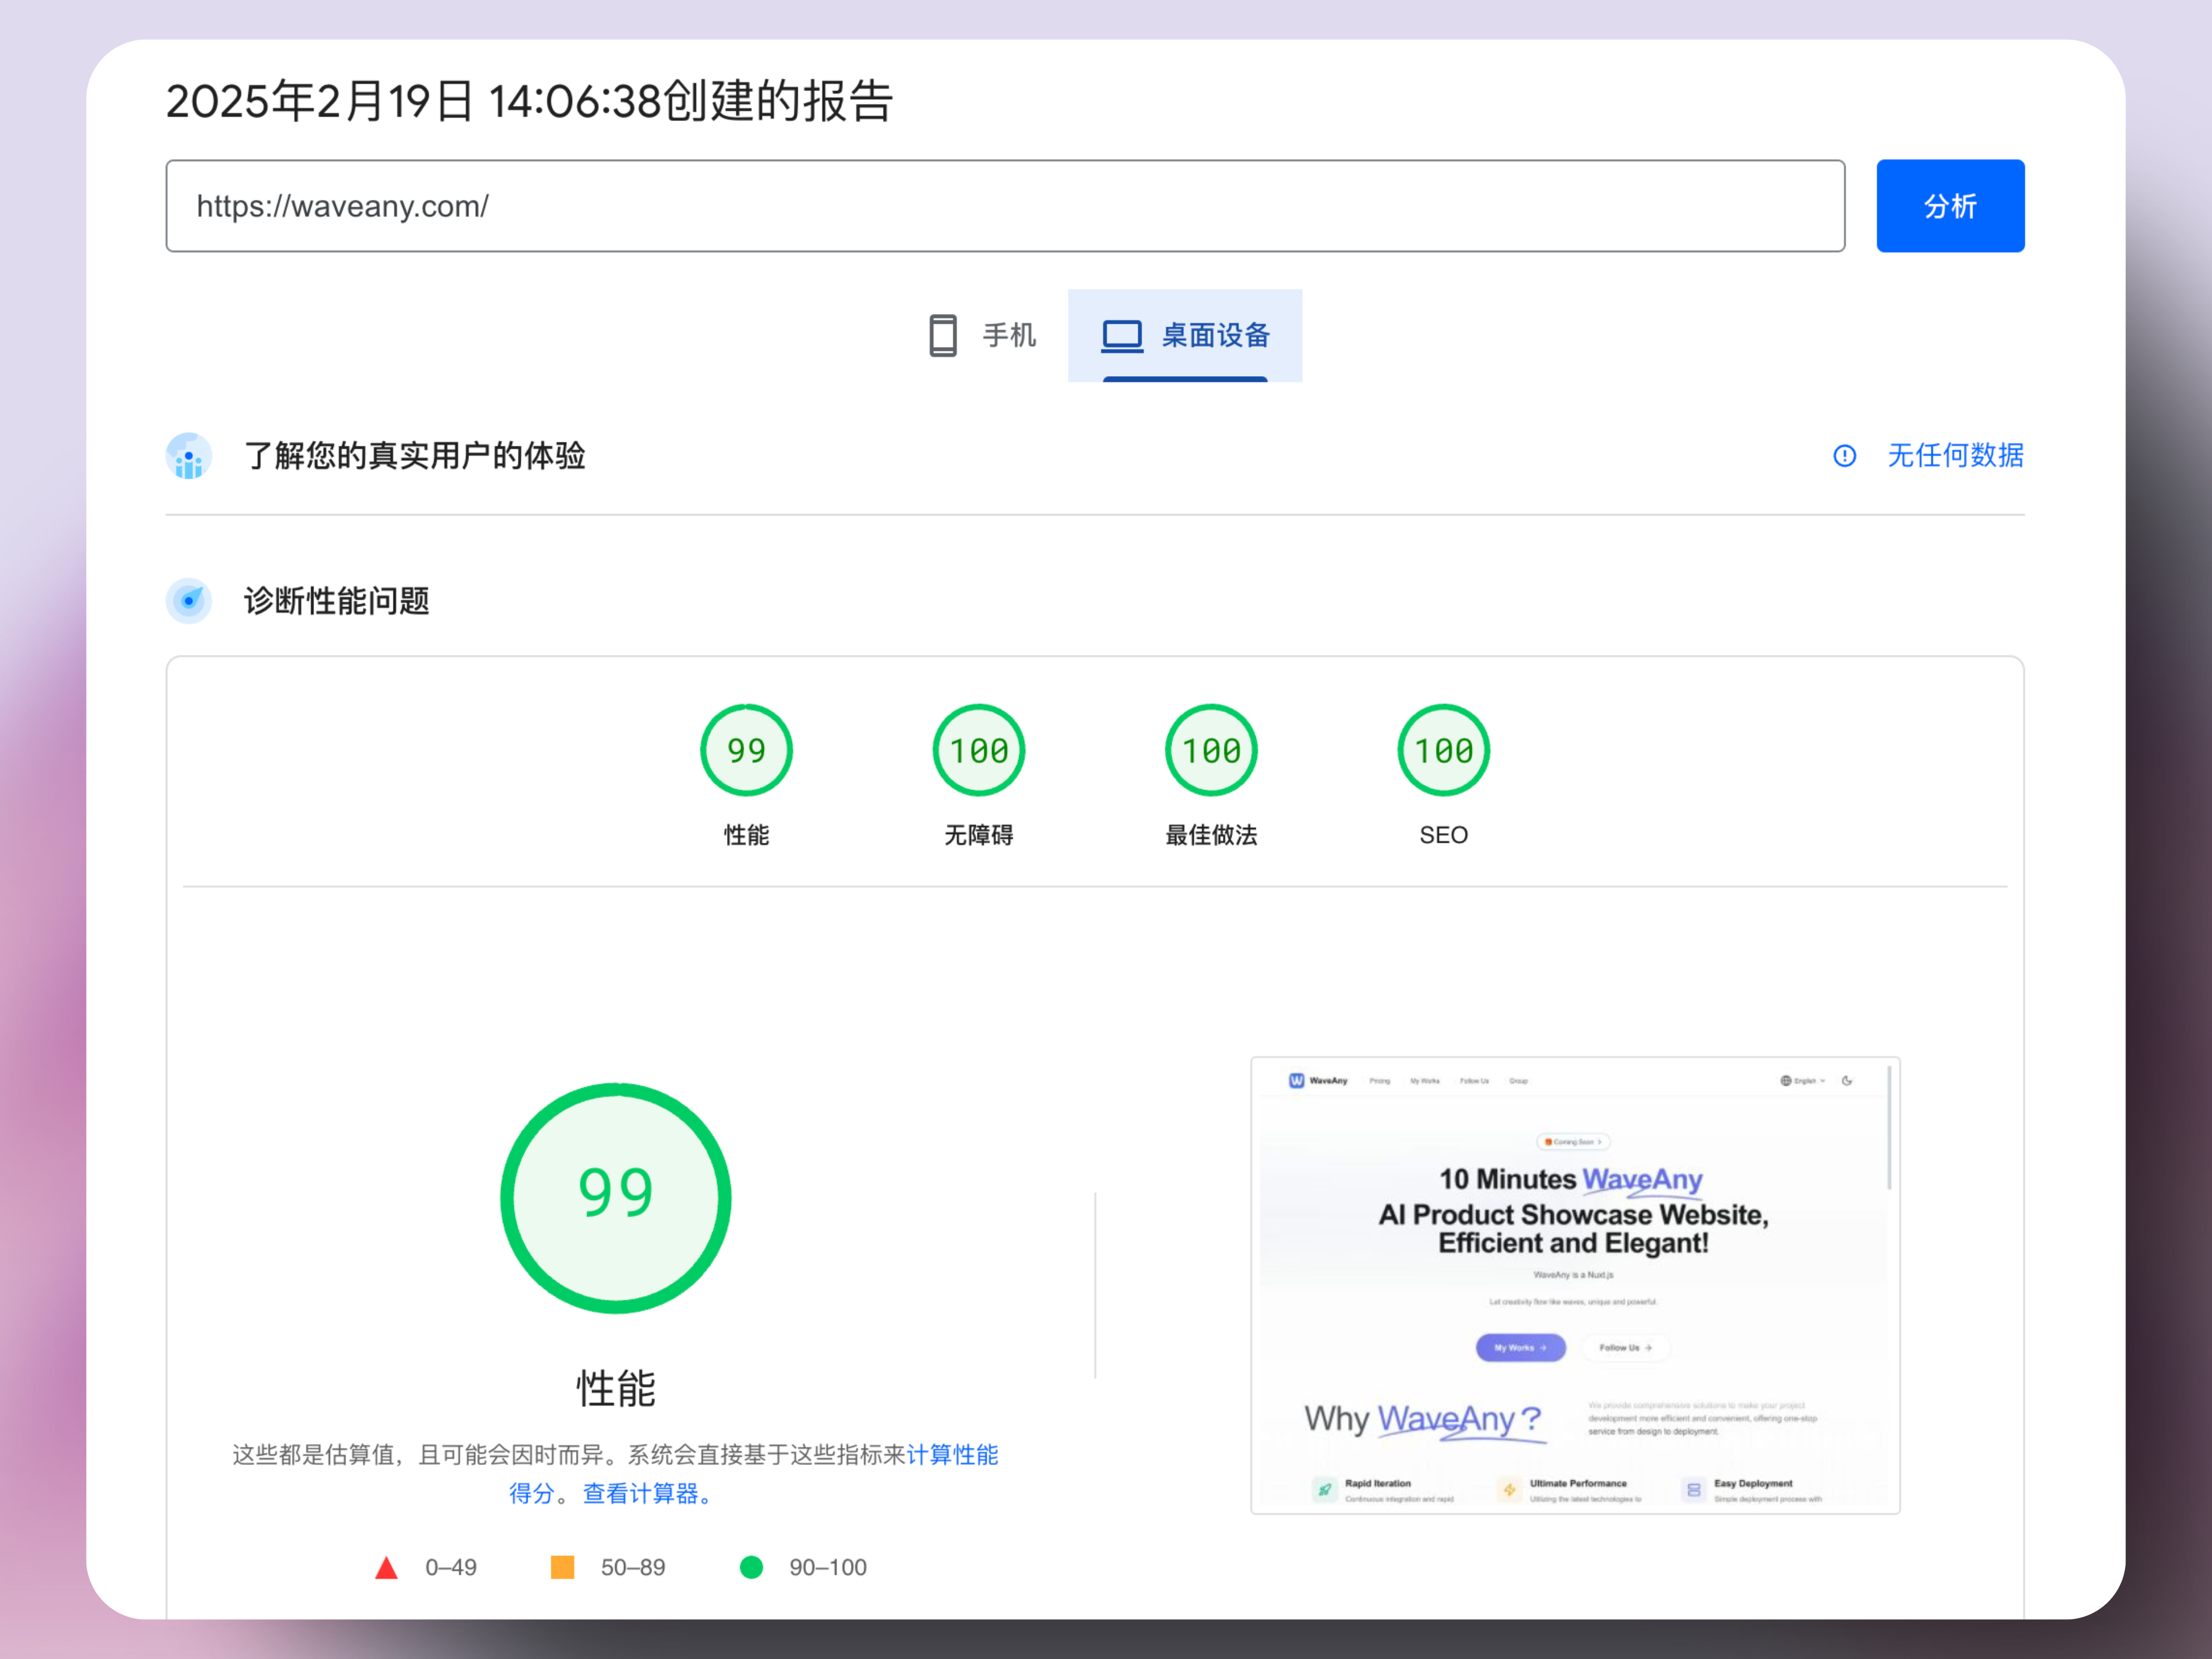 2025年2月19日 14:06:38创建的报告
https://waveany.com/
分析
手机
桌面设备
了解您的真实用户的体验
无任何数据
诊断性能问题
99
100
100
100
性能
无障碍
最佳做法
SEO
99
性能
这些都是估算值，且可能会因时而异。系统会直接基于这些指标来计算性能
得分。查看计算器。
0–49
50–89
90–100
WaveAny
Pricing
My Works
Follow Us
Group
English
Coming Soon
10 Minutes WaveAny
AI Product Showcase Website,
Efficient and Elegant!
WaveAny is a Nuxt.js
Let creativity flow like waves, unique and powerful.
My Works →
Follow Us →
Why WaveAny ?
We provide comprehensive solutions to make your project
development more efficient and convenient, offering one-stop
service from design to deployment.
Rapid Iteration
Continuous integration and rapid
Ultimate Performance
Utilizing the latest technologies to
Easy Deployment
Simple deployment process with